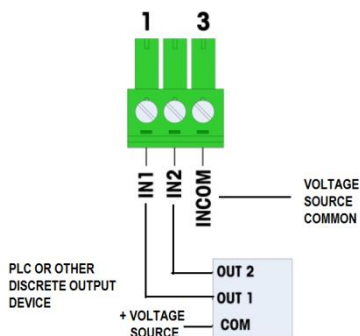 1 3
IN1
IN2
INCOM
VOLTAGE
SOURCE
COMMON
PLC OR OTHER
DISCRETE OUTPUT
DEVICE
OUT 2
OUT 1
+ VOLTAGE
SOURCE
COM